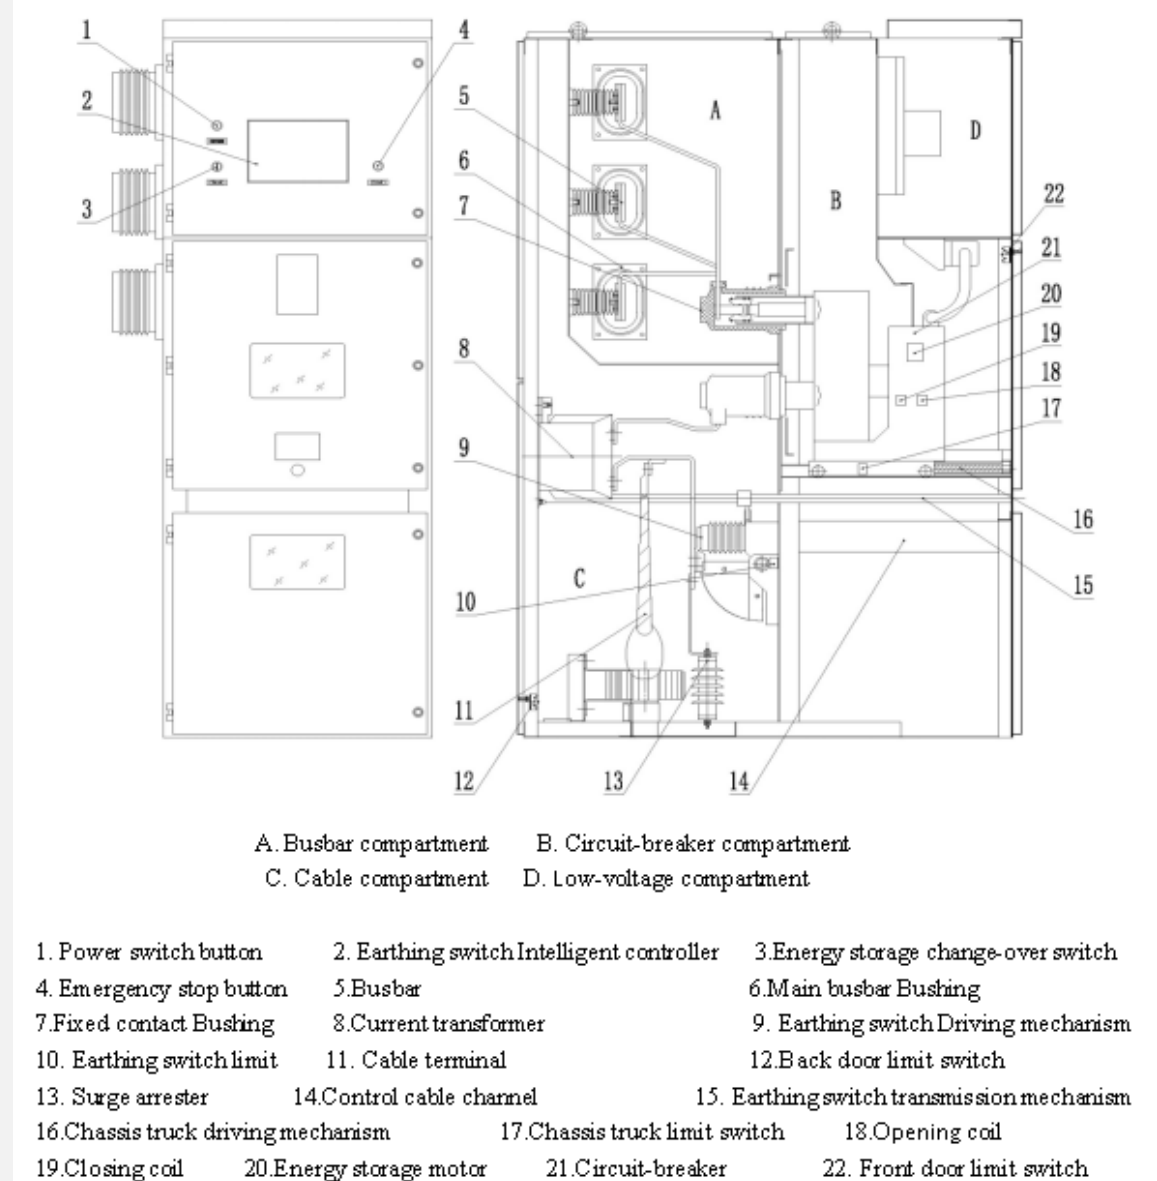 1
4
2
5
A
D
6
B
22
3
7
21
20
19
8
18
17
9
16
C
10
15
11
12
13
14
A. Busbar compartment B. Circuit-breaker compartment
C. Cable compartment D. Low-voltage compartment
1. Power switch button 2. Earthing switch Intelligent controller 3.Energy storage change-over switch
4. Emergency stop button 5.Busbar 6.Main busbar Bushing
7.Fixed contact Bushing 8.Current transformer 9. Earthing switch Driving mechanism
10. Earthing switch limit 11. Cable terminal 12.Back door limit switch
13. Surge arrester 14.Control cable channel 15. Earthing switch transmission mechanism
16.Chassis truck driving mechanism 17.Chassis truck limit switch 18.Opening coil
19.Closing coil 20.Energy storage motor 21.Circuit-breaker 22. Front door limit switch